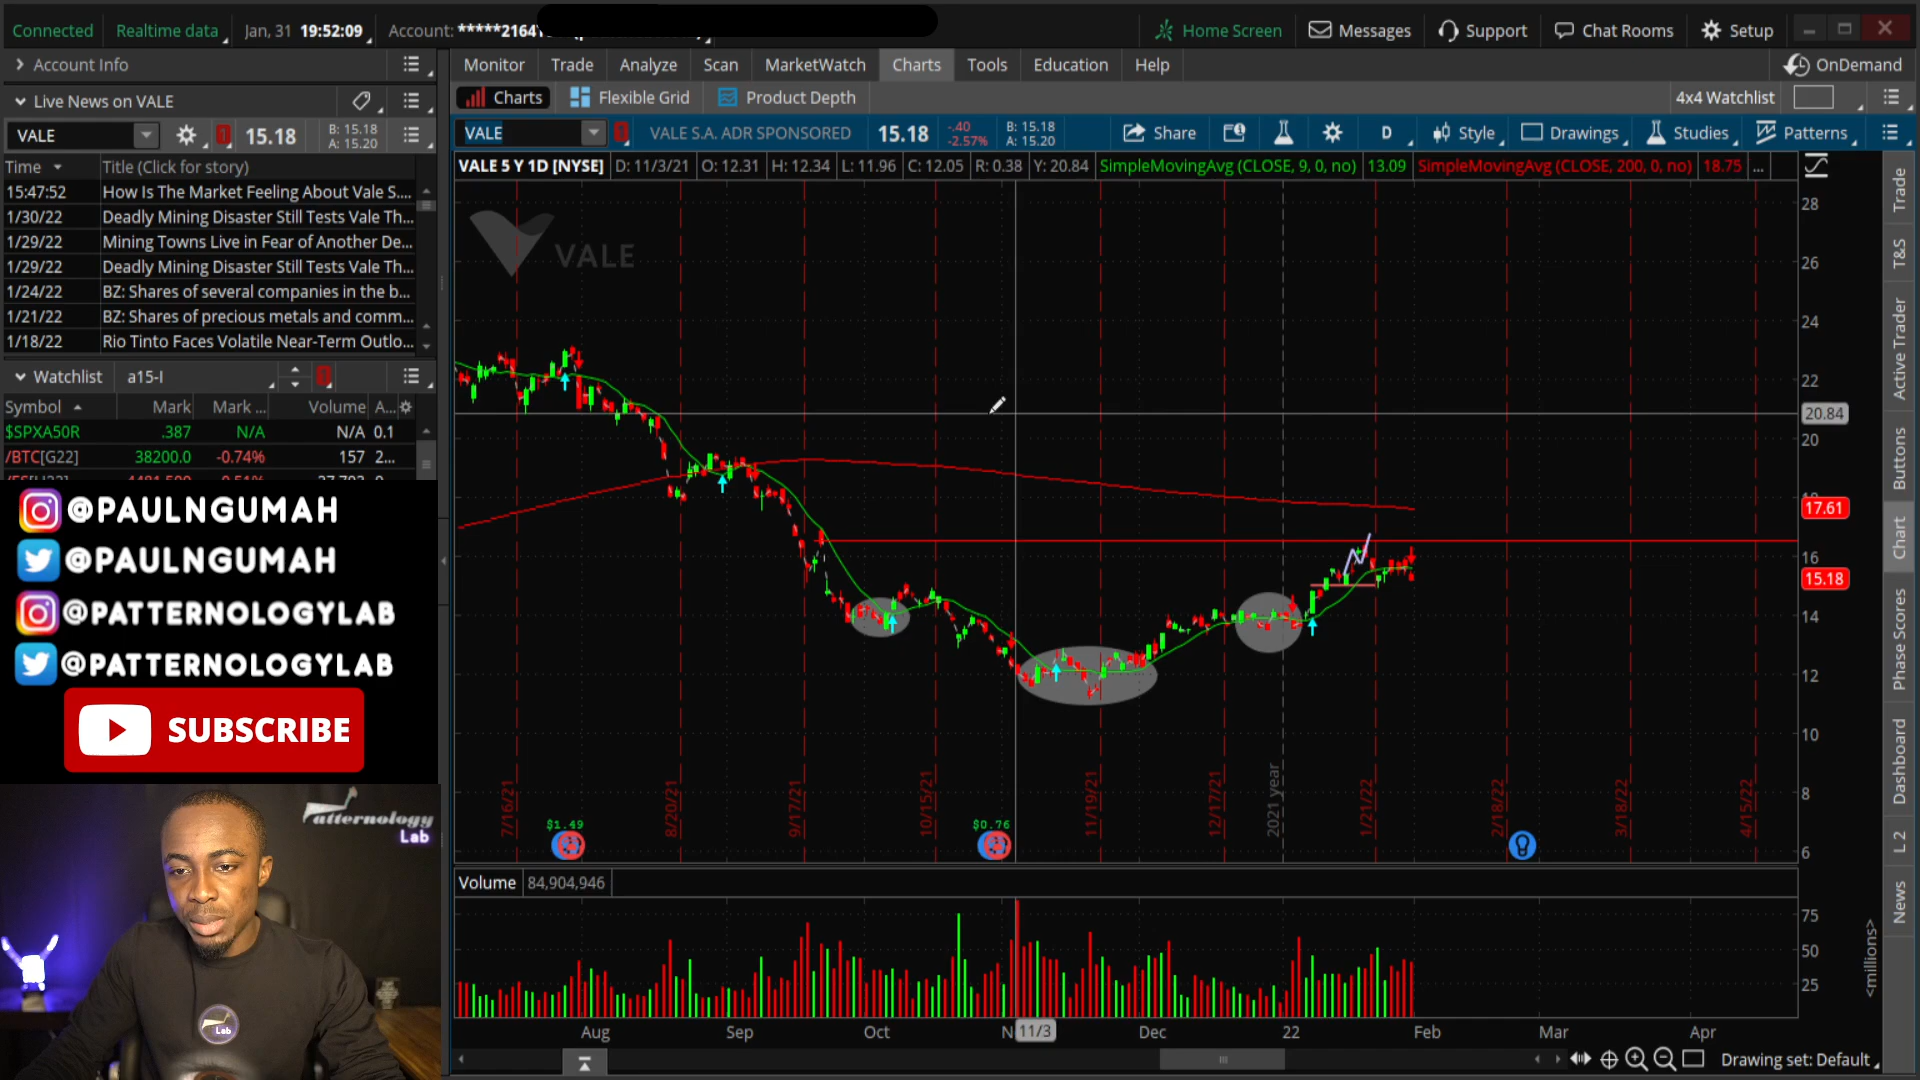 Connected Realtime data Jan, 31 19:52:09 Account: *****2164
Home Screen Messages Support Chat Rooms Setup
Account Info
Monitor Trade Analyze Scan MarketWatch Charts Tools Education Help OnDemand
Live News on VALE
Charts Flexible Grid Product Depth 4x4 Watchlist
VALE 15.18 B: 15.18 A: 15.20
VALE VALE S.A. ADR SPONSORED 15.18 -.40 -2.57% B: 15.18 A: 15.20 Share D Style Drawings Studies Patterns
Time Title (Click for story)
15:47:52 How Is The Market Feeling About Vale S....
1/30/22 Deadly Mining Disaster Still Tests Vale Th...
1/29/22 Mining Towns Live in Fear of Another De...
1/29/22 Deadly Mining Disaster Still Tests Vale Th...
1/24/22 BZ: Shares of several companies in the b...
1/21/22 BZ: Shares of precious metals and comm...
1/18/22 Rio Tinto Faces Volatile Near-Term Outlo...
Watchlist a15-I
Symbol Mark Mark ... Volume A...
$SPXA50R .387 N/A N/A 0.1
/BTC[G22] 38200.0 -0.74% 157 2...
@PAULNGUMAH
@PAULNGUMAH
@PATTERNOLOGYLAB
@PATTERNOLOGYLAB
SUBSCRIBE
Patternology
Lab
Lab
VALE 5 Y 1D [NYSE] D: 11/3/21 O: 12.31 H: 12.34 L: 11.96 C: 12.05 R: 0.38 Y: 20.84 SimpleMovingAvg (CLOSE, 9, 0, no) 13.09 SimpleMovingAvg (CLOSE, 200, 0, no) 18.75 ...
VALE
28
26
24
22
20.84
20
17.61
16
15.18
14
12
10
8
6
7/16/21 8/20/21 9/17/21 10/15/21 11/19/21 12/17/21 2021 year 1/21/22 2/18/22 3/18/22 4/15/22
$1.49 $0.76
Volume 84,904,946
75
50
25
<millions>
Aug Sep Oct N 11/3 Dec 22 Feb Mar Apr
Drawing set: Default
Trade
T&S
Active Trader
Buttons
Chart
Phase Scores
Dashboard
L 2
News